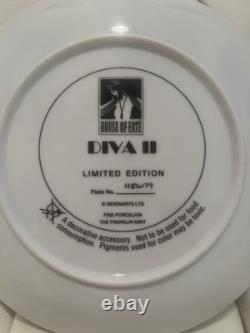 HOUSE OF ERTÉ
DIVA II
LIMITED EDITION
Plate No.
© SEVENARTS LTD
FINE PORCELAIN
THE FRANKLIN MINT
A decorative accessory. Not to be used for food
consumption. Pigments used for color may be toxic.